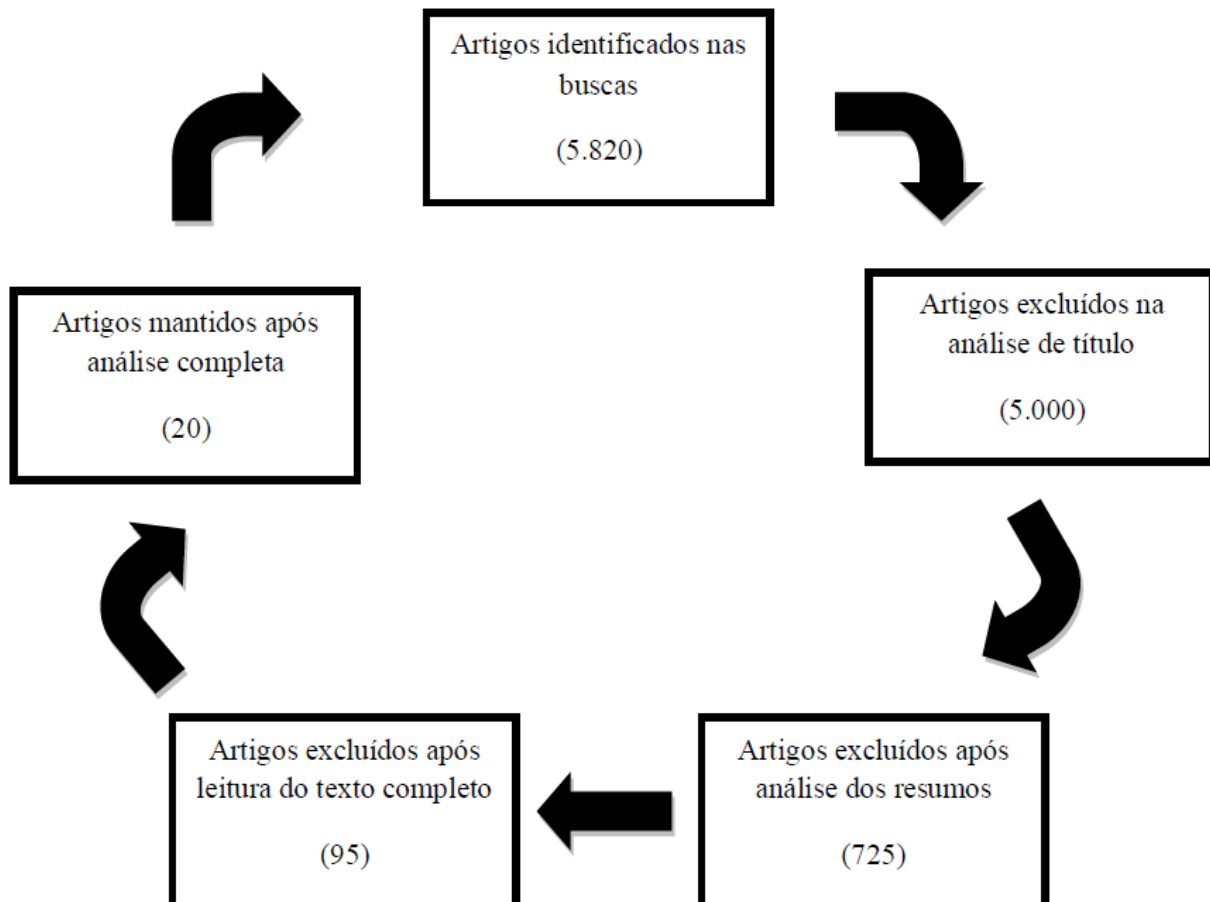 Artigos identificados nas
buscas
(5.820)
Artigos excluídos na
análise de título
(5.000)
Artigos excluídos após
análise dos resumos
(725)
Artigos excluídos após
leitura do texto completo
(95)
Artigos mantidos após
análise completa
(20)